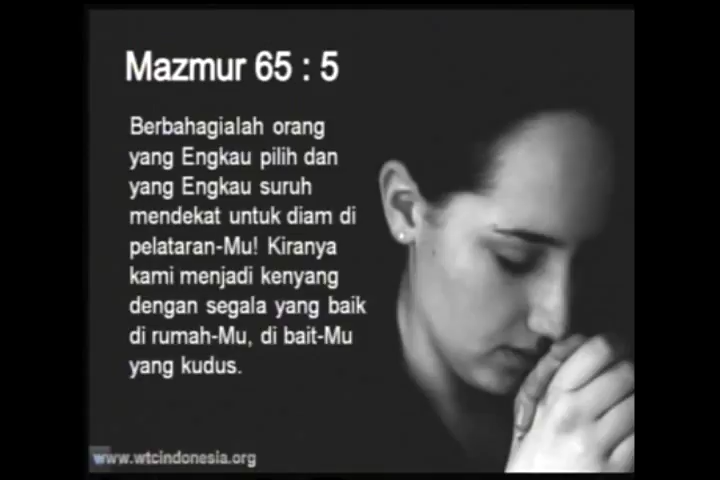 Mazmur 65 : 5
Berbahagialah orang
yang Engkau pilih dan
yang Engkau suruh
mendekat untuk diam di
pelataran-Mu! Kiranya
kami menjadi kenyang
dengan segala yang baik
di rumah-Mu, di bait-Mu
yang kudus.
www.wtcindonesia.org